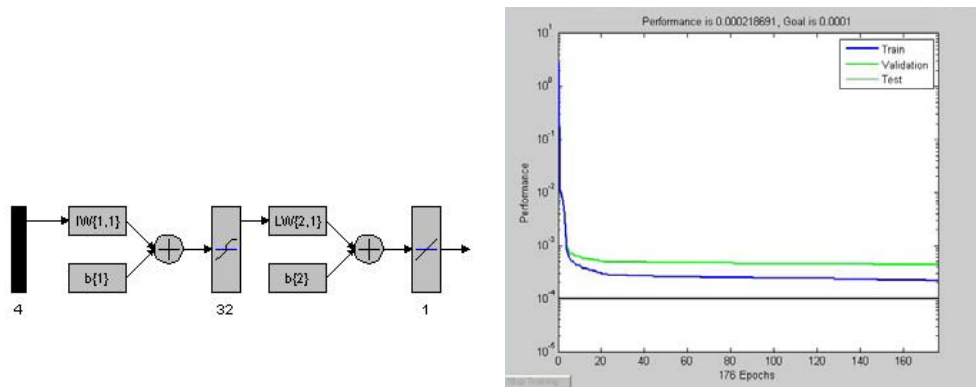 IW{1,1}
b{1}
LW{2,1}
b{2}
4
32
1
Performance is 0.000218691, Goal is 0.0001
Train
Validation
Test
Performance
10^1
10^0
10^-1
10^-2
10^-3
10^-4
10^-5
0 20 40 60 80 100 120 140 160
176 Epochs
Stop Training